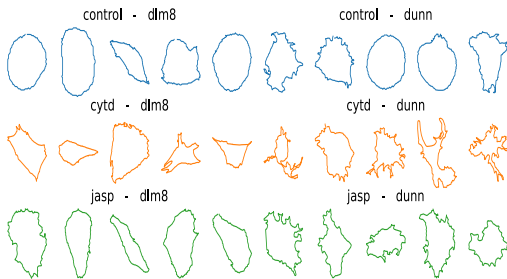 control - dlm8
control - dunn
cytd - dlm8
cytd - dunn
jasp - dlm8
jasp - dunn